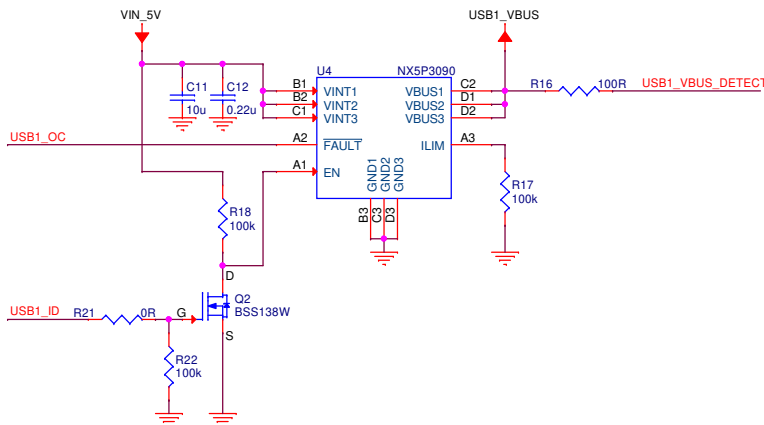 VIN_5V
USB1_VBUS
U4
NX5P3090
C11
10u
C12
0.22u
B1
B2
C1
VINT1
VINT2
VINT3
VBUS1
VBUS2
VBUS3
C2
D1
D2
R16
100R
USB1_VBUS_DETECT
USB1_OC
A2
FAULT
ILIM
A3
A1
EN
GND1
GND2
GND3
B3
C3
D3
R17
100k
R18
100k
D
Q2
BSS138W
USB1_ID
R21
0R
G
S
R22
100k